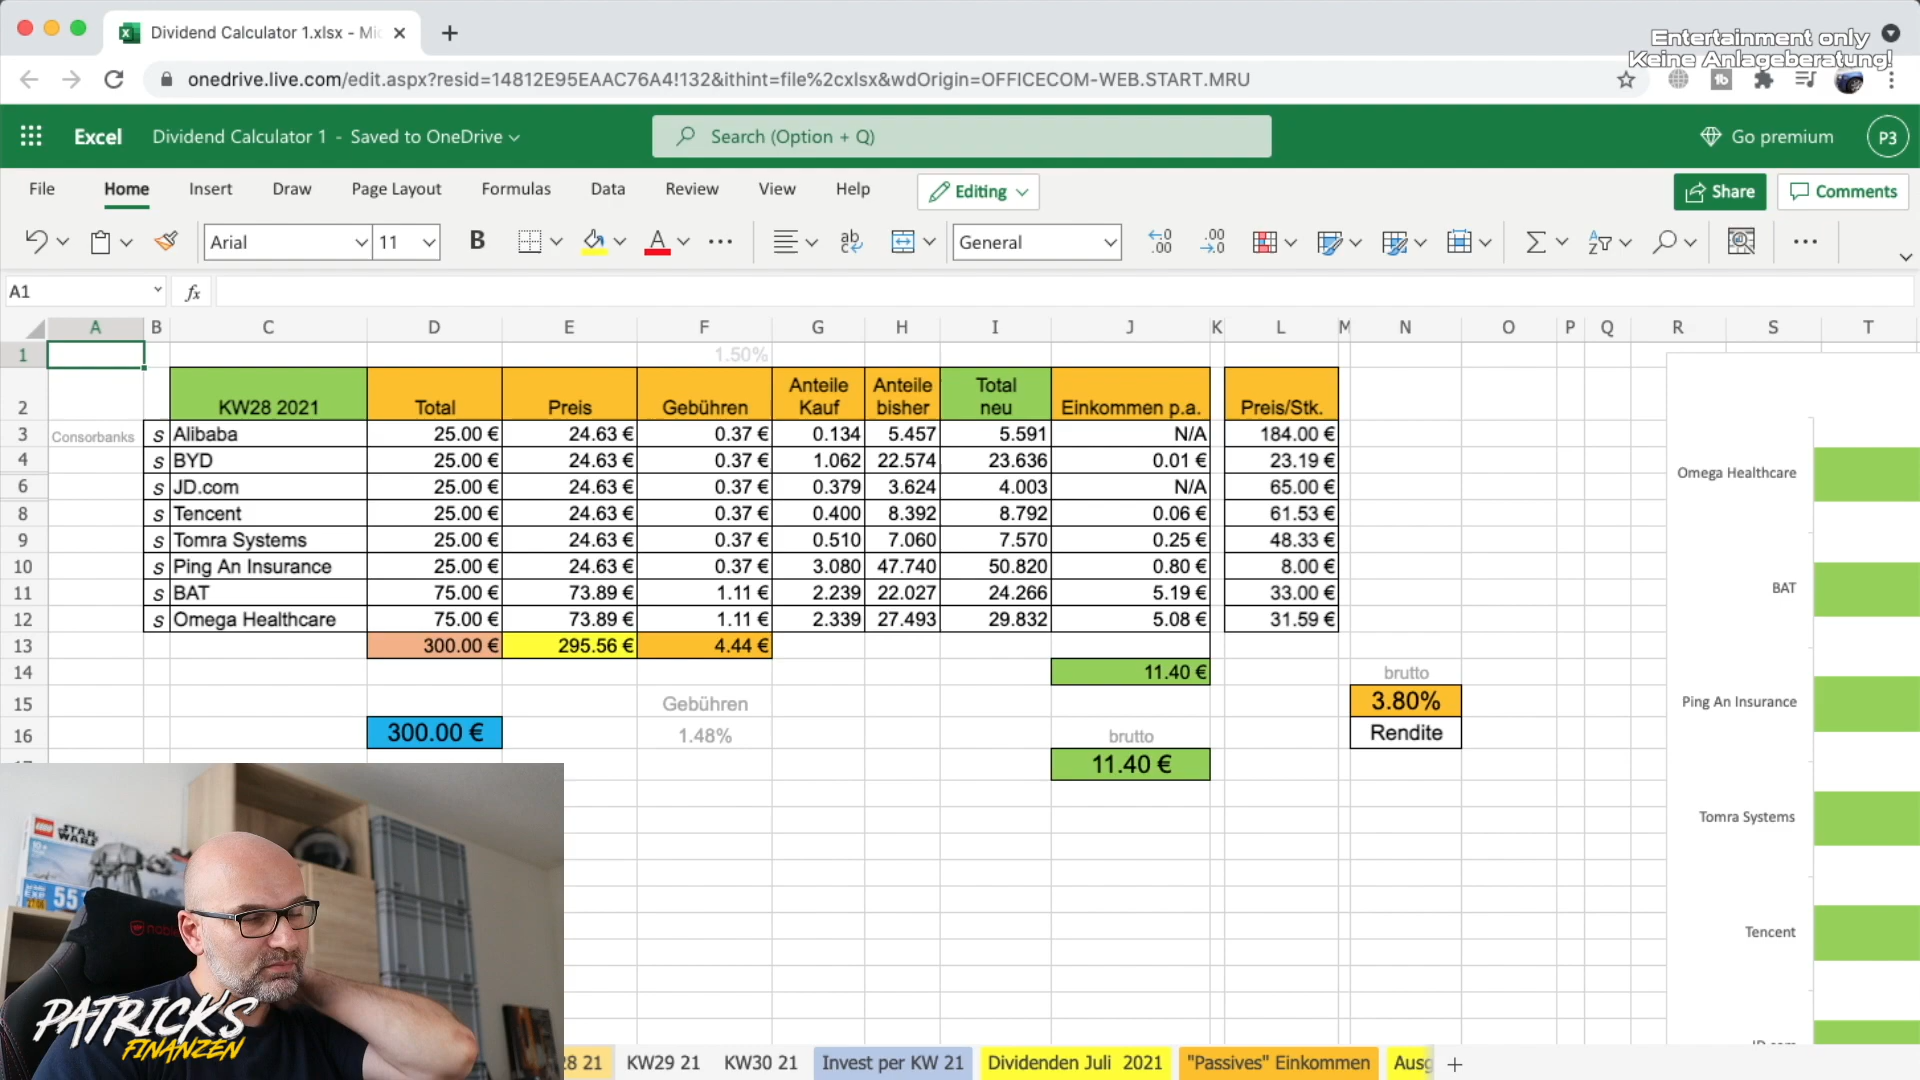 Dividend Calculator 1.xlsx - Mi
Entertainment only
Keine Anlageberatung!
onedrive.live.com/edit.aspx?resid=14812E95EAAC76A4!132&ithint=file%2cxlsx&wdOrigin=OFFICECOM-WEB.START.MRU
Excel Dividend Calculator 1 - Saved to OneDrive Search (Option + Q) Go premium P3
File Home Insert Draw Page Layout Formulas Data Review View Help Editing Share Comments
Arial 11 B A General
A1 fx
A B C D E F G H I J K L M N O P Q R S T
1 1.50%
2 KW28 2021 Total Preis Gebühren Anteile Kauf Anteile bisher Total neu Einkommen p.a. Preis/Stk.
3 Consorbanks s Alibaba 25.00 € 24.63 € 0.37 € 0.134 5.457 5.591 N/A 184.00 €
4 s BYD 25.00 € 24.63 € 0.37 € 1.062 22.574 23.636 0.01 € 23.19 €
6 s JD.com 25.00 € 24.63 € 0.37 € 0.379 3.624 4.003 N/A 65.00 €
8 s Tencent 25.00 € 24.63 € 0.37 € 0.400 8.392 8.792 0.06 € 61.53 €
9 s Tomra Systems 25.00 € 24.63 € 0.37 € 0.510 7.060 7.570 0.25 € 48.33 €
10 s Ping An Insurance 25.00 € 24.63 € 0.37 € 3.080 47.740 50.820 0.80 € 8.00 €
11 s BAT 75.00 € 73.89 € 1.11 € 2.239 22.027 24.266 5.19 € 33.00 €
12 s Omega Healthcare 75.00 € 73.89 € 1.11 € 2.339 27.493 29.832 5.08 € 31.59 €
13 300.00 € 295.56 € 4.44 €
14 11.40 € brutto
15 Gebühren 3.80%
16 300.00 € 1.48% brutto Rendite
11.40 €
Omega Healthcare
BAT
Ping An Insurance
Tomra Systems
Tencent
LEGO STAR WARS
55
PATRICKS
FINANZEN
28 21 KW29 21 KW30 21 Invest per KW 21 Dividenden Juli 2021 "Passives" Einkommen Ausg